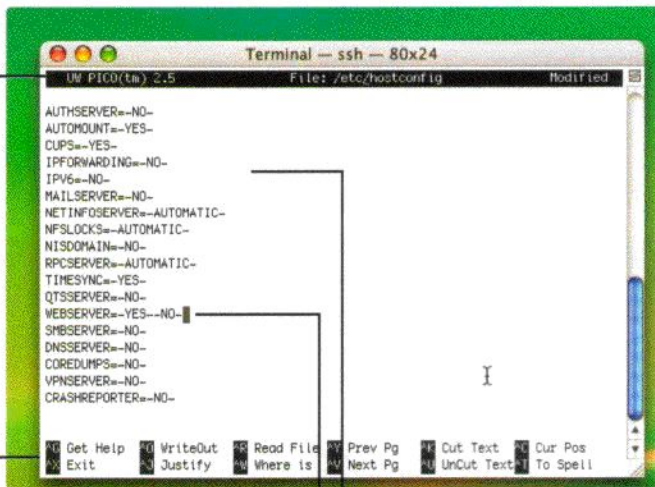 Terminal — ssh — 80x24
UW PICO(tm) 2.5 File: /etc/hostconfig Modified
AUTHSERVER=-NO-
AUTOMOUNT=-YES-
CUPS=-YES-
IPFORWARDING=-NO-
IPV6=-NO-
MAILSERVER=-NO-
NETINFOSERVER=-AUTOMATIC-
NFSLOCKS=-AUTOMATIC-
NISDOMAIN=-NO-
RPCSERVER=-AUTOMATIC-
TIMESYNC=-YES-
QTSSERVER=-NO-
WEBSERVER=-YES--NO-
SMBSERVER=-NO-
DNSSERVER=-NO-
COREDUMPS=-NO-
VPNSERVER=-NO-
CRASHREPORTER=-NO-
^G Get Help ^O WriteOut ^R Read File ^Y Prev Pg ^K Cut Text ^C Cur Pos
^X Exit ^J Justify ^W Where is ^V Next Pg ^U UnCut Text ^T To Spell